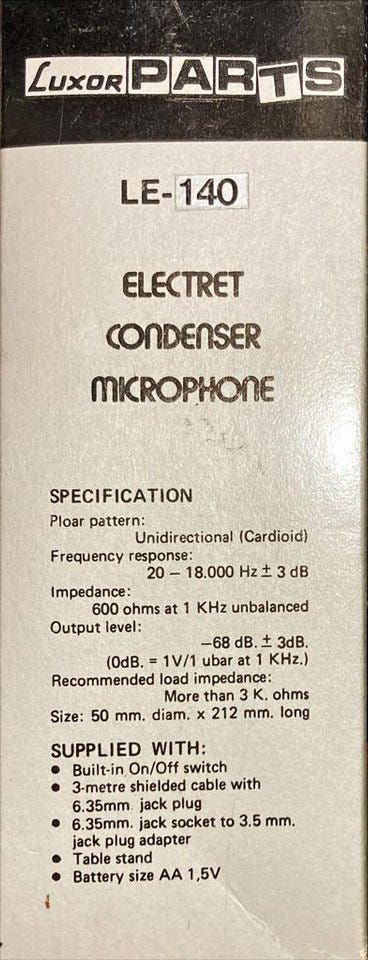 LUXOR PARTS
LE-140
ELECTRET
CONDENSER
MICROPHONE
SPECIFICATION
Ploar pattern:
Unidirectional (Cardioid)
Frequency response:
20 – 18.000 Hz ± 3 dB
Impedance:
600 ohms at 1 KHz unbalanced
Output level:
–68 dB. ± 3dB.
(0dB. = 1V/1 ubar at 1 KHz.)
Recommended load impedance:
More than 3 K. ohms
Size: 50 mm. diam. x 212 mm. long
SUPPLIED WITH:
● Built-in On/Off switch
● 3-metre shielded cable with
6.35mm. jack plug
● 6.35mm. jack socket to 3.5 mm.
jack plug adapter
● Table stand
● Battery size AA 1,5V